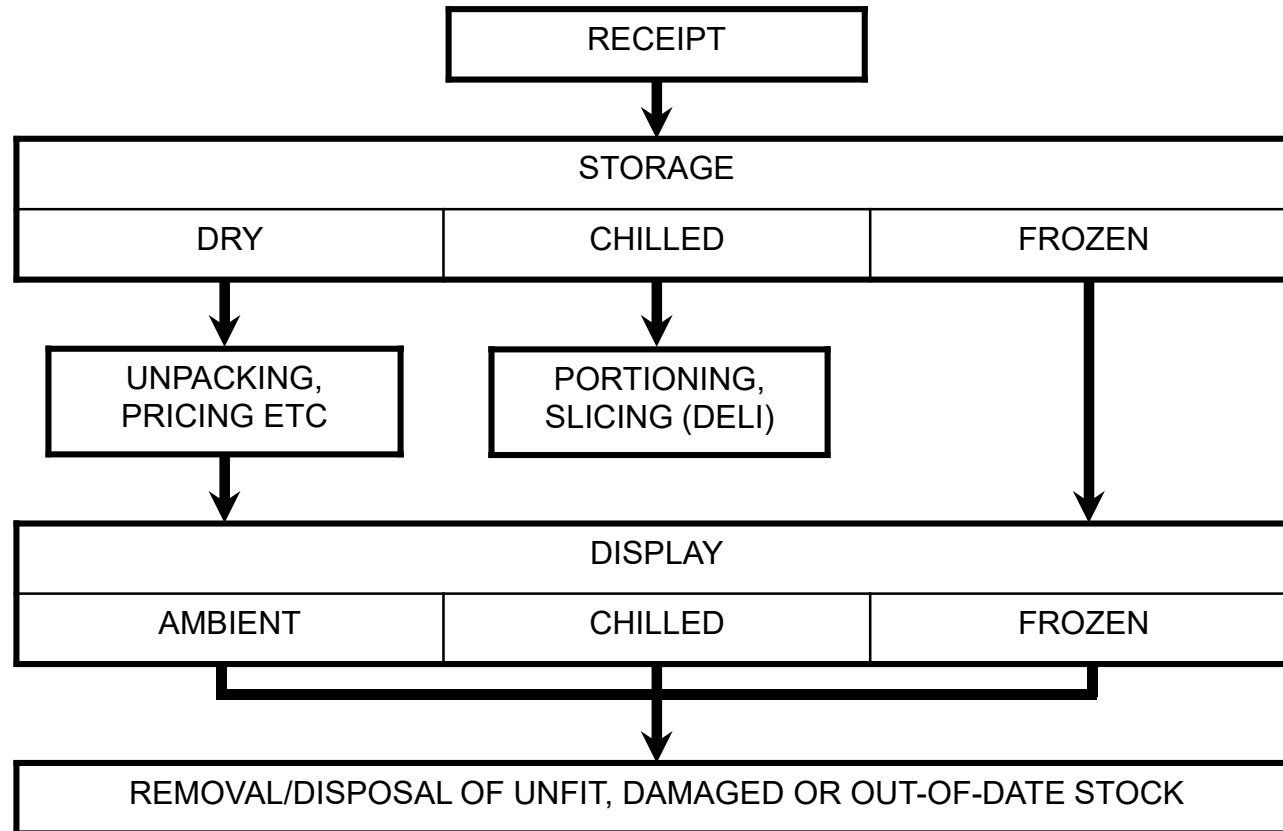 RECEIPT
STORAGE
DRY
CHILLED
FROZEN
UNPACKING,
PRICING ETC
PORTIONING,
SLICING (DELI)
DISPLAY
AMBIENT
CHILLED
FROZEN
REMOVAL/DISPOSAL OF UNFIT, DAMAGED OR OUT-OF-DATE STOCK